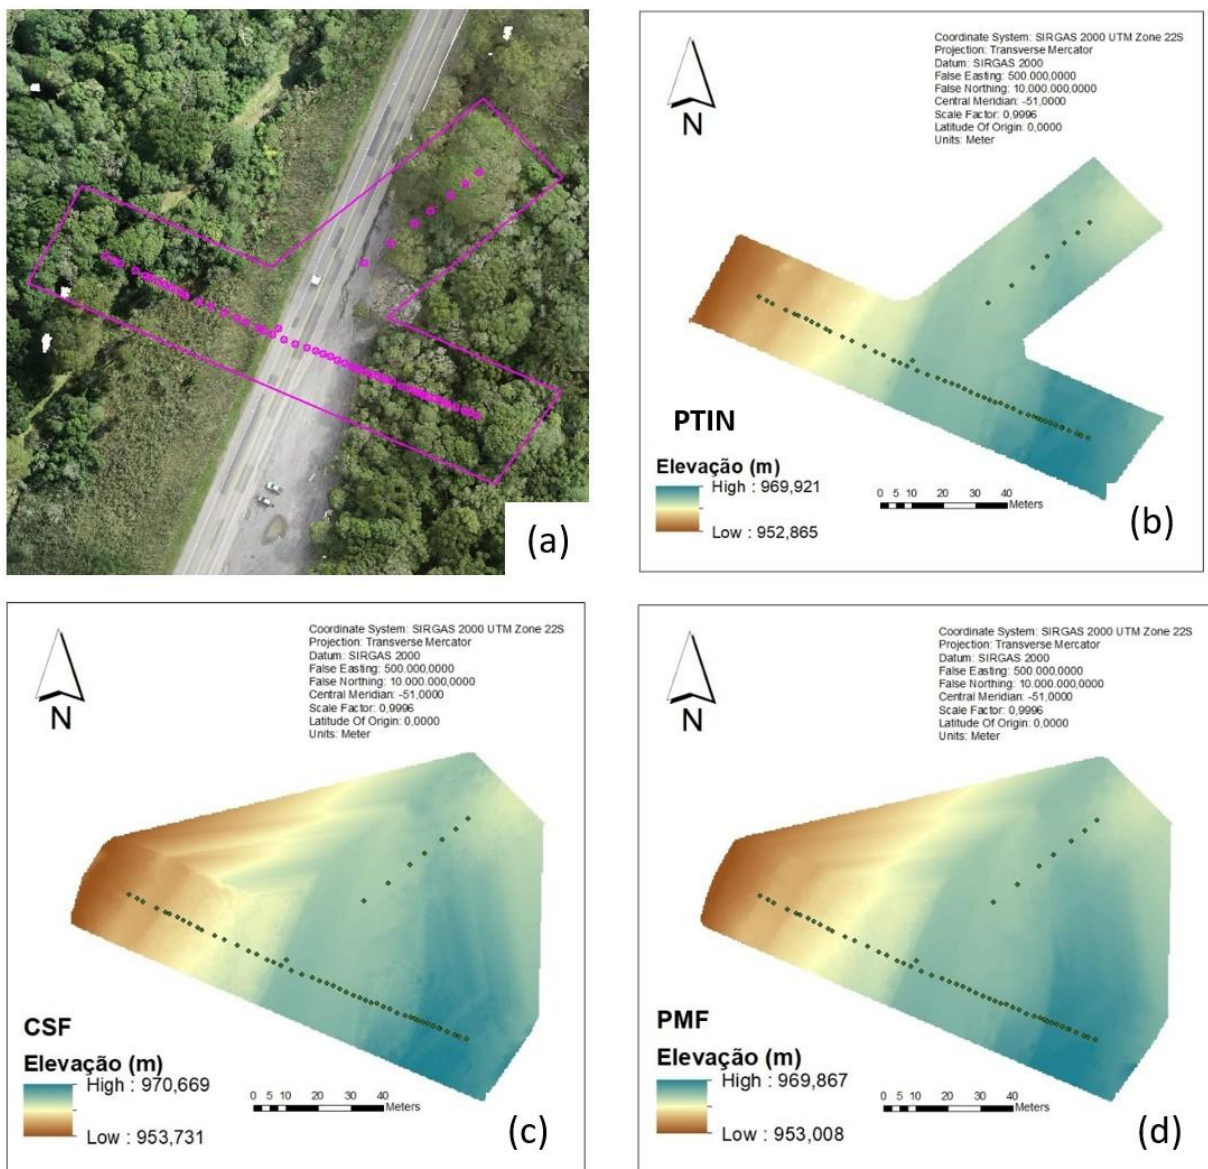 (a)
Coordinate System: SIRGAS 2000 UTM Zone 22S
Projection: Transverse Mercator
Datum: SIRGAS 2000
False Easting: 500.000,0000
False Northing: 10.000.000,0000
Central Meridian: -51,0000
Scale Factor: 0,9996
Latitude Of Origin: 0,0000
Units: Meter
N
PTIN
Elevação (m)
High : 969,921
Low : 952,865
0 5 10 20 30 40
Meters
(b)
Coordinate System: SIRGAS 2000 UTM Zone 22S
Projection: Transverse Mercator
Datum: SIRGAS 2000
False Easting: 500.000,0000
False Northing: 10.000.000,0000
Central Meridian: -51,0000
Scale Factor: 0,9996
Latitude Of Origin: 0,0000
Units: Meter
N
CSF
Elevação (m)
High : 970,669
Low : 953,731
0 5 10 20 30 40
Meters
(c)
Coordinate System: SIRGAS 2000 UTM Zone 22S
Projection: Transverse Mercator
Datum: SIRGAS 2000
False Easting: 500.000,0000
False Northing: 10.000.000,0000
Central Meridian: -51,0000
Scale Factor: 0,9996
Latitude Of Origin: 0,0000
Units: Meter
N
PMF
Elevação (m)
High : 969,867
Low : 953,008
0 5 10 20 30 40
Meters
(d)